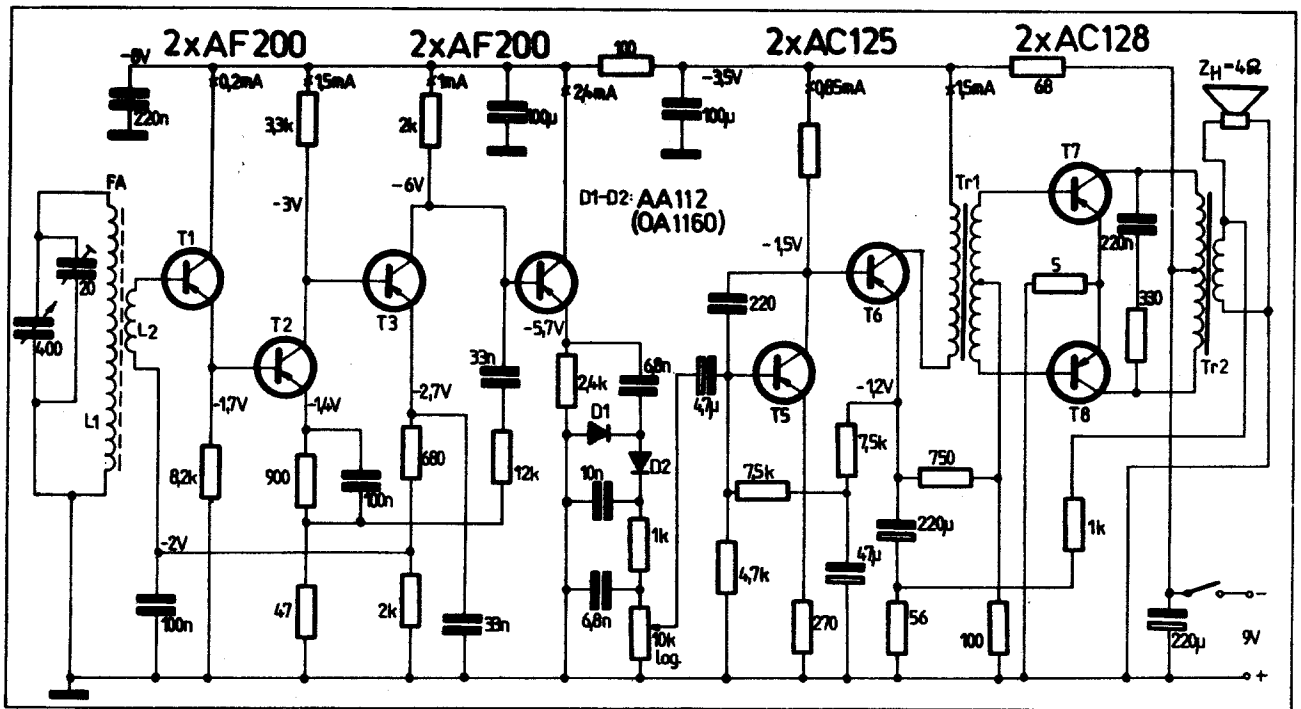 2xAF200
2xAF200
2xAC125
2xAC128
-8V
0,2mA
1,5mA
1mA
2,4mA
100
-3,5V
0,85mA
1,5mA
68
ZH=4Ω
220n
3,3k
2k
100µ
100µ
FA
-3V
-6V
D1-D2: AA112
(OA1160)
-1,5V
Tr1
T7
T1
20
400
L2
T2
T3
-5,7V
220
T6
220n
5
330
Tr2
L1
-1,7V
-1,4V
-2,7V
33n
2,4k
6,8n
4,7µ
T5
-1,2V
T8
D1
D2
8,2k
900
100n
680
12k
10n
7,5k
7,5k
750
1k
-2V
1k
220µ
47µ
100n
47
2k
33n
6,8n
10k
log.
4,7k
270
56
100
220µ
-
9V
+